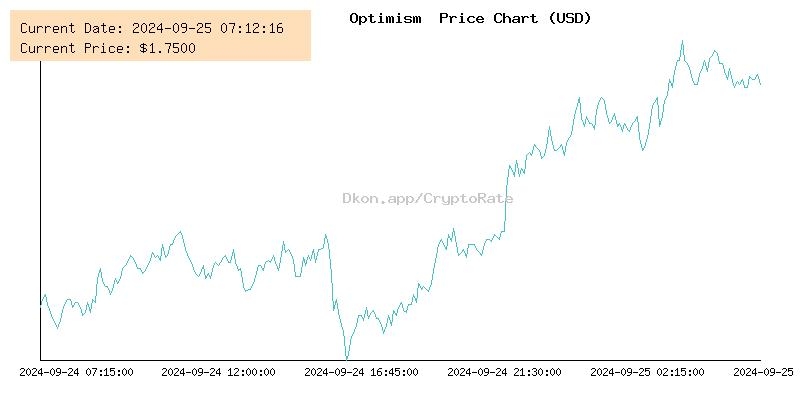 Optimism  Price Chart (USD)
Current Date: 2024-09-25 07:12:16
Current Price: $1.7500
Dkon.app/CryptoRate
2024-09-24 07:15:00
2024-09-24 12:00:00
2024-09-24 16:45:00
2024-09-24 21:30:00
2024-09-25 02:15:00
2024-09-25